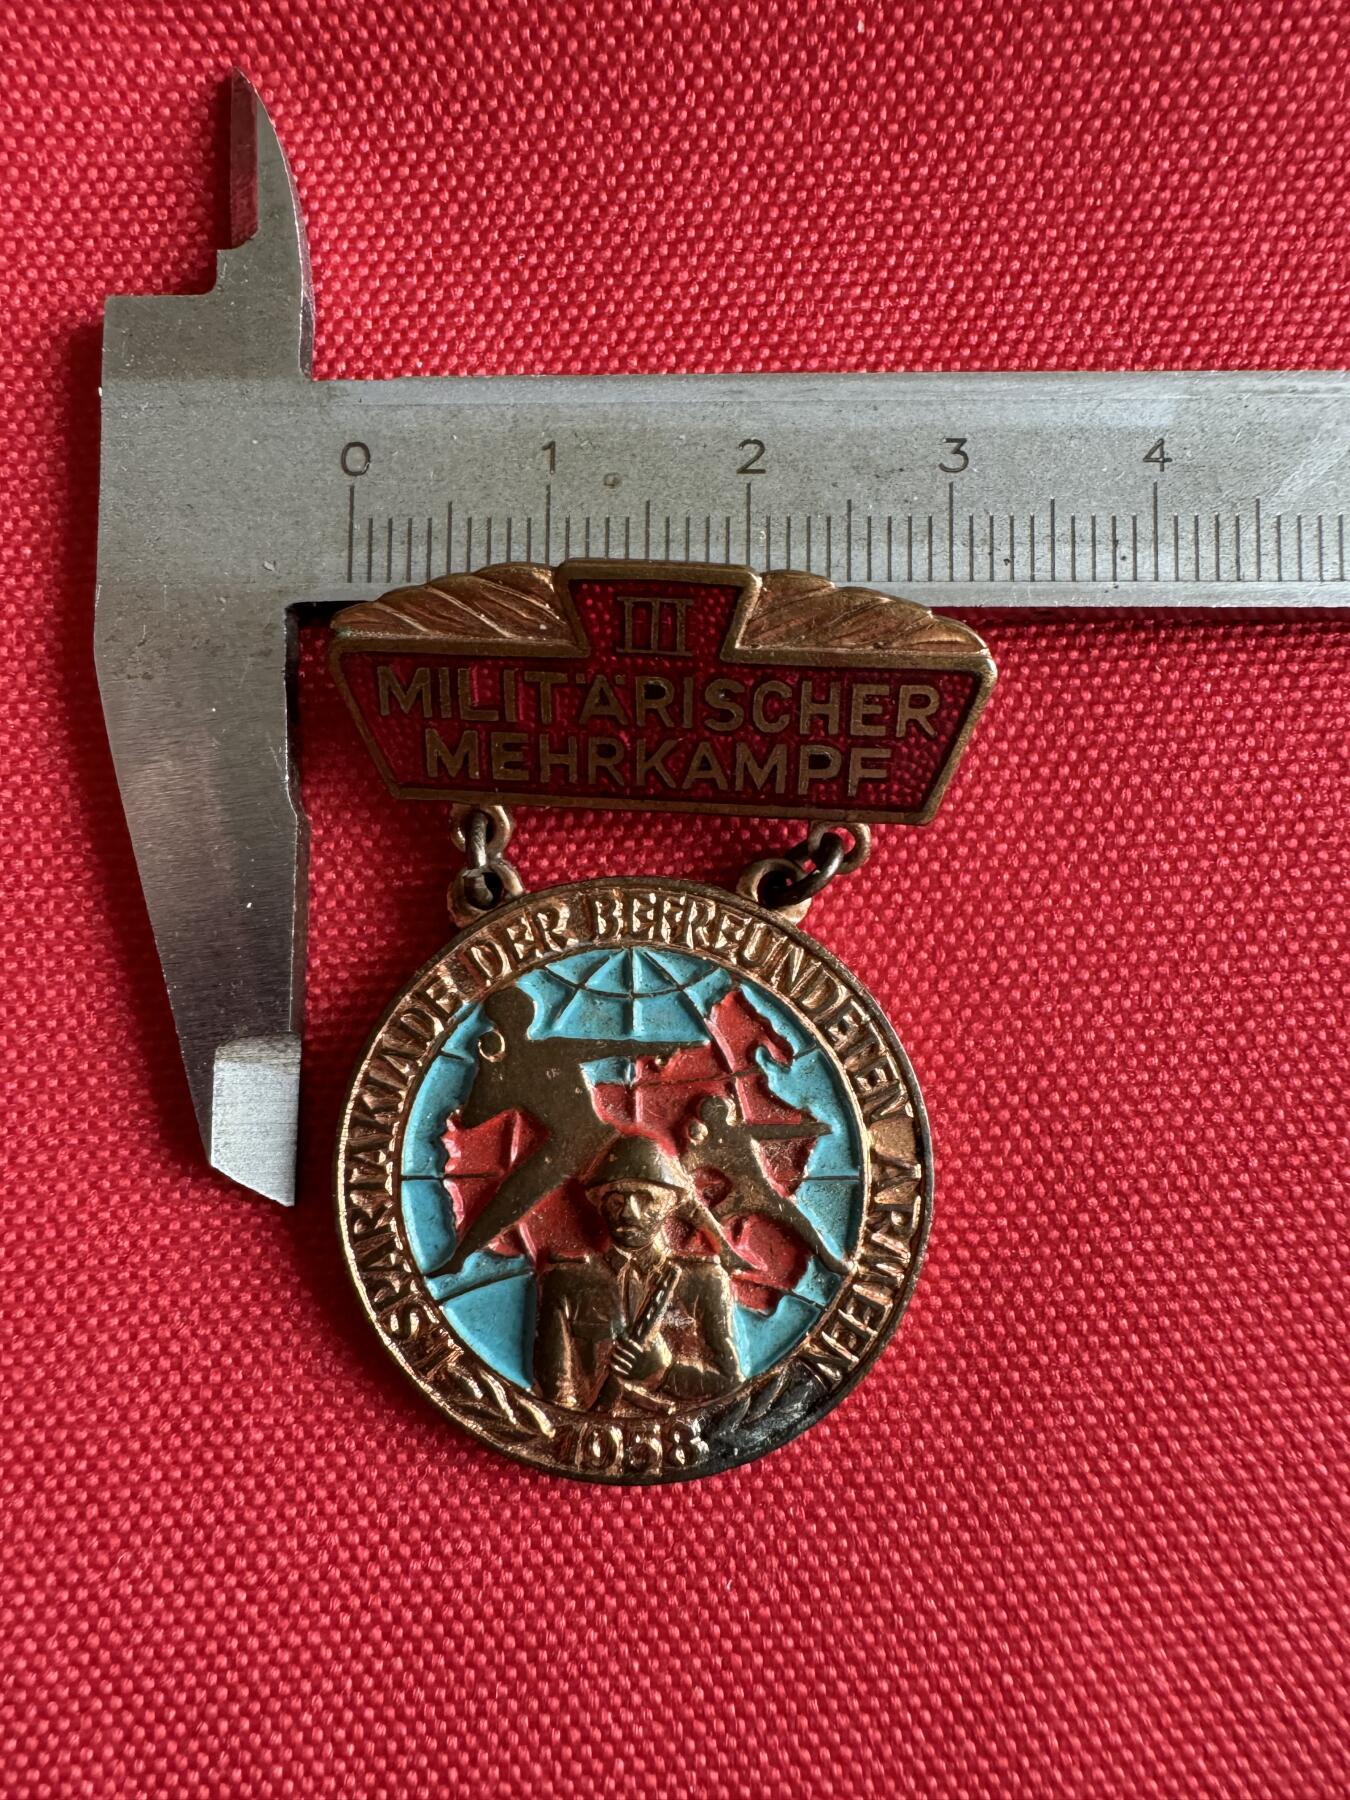 0 1 2 3 4
III
MILITÄRISCHER
MEHRKAMPF
I. SPARTAKIADE DER BEFREUNDETEN ARMEEN
1958